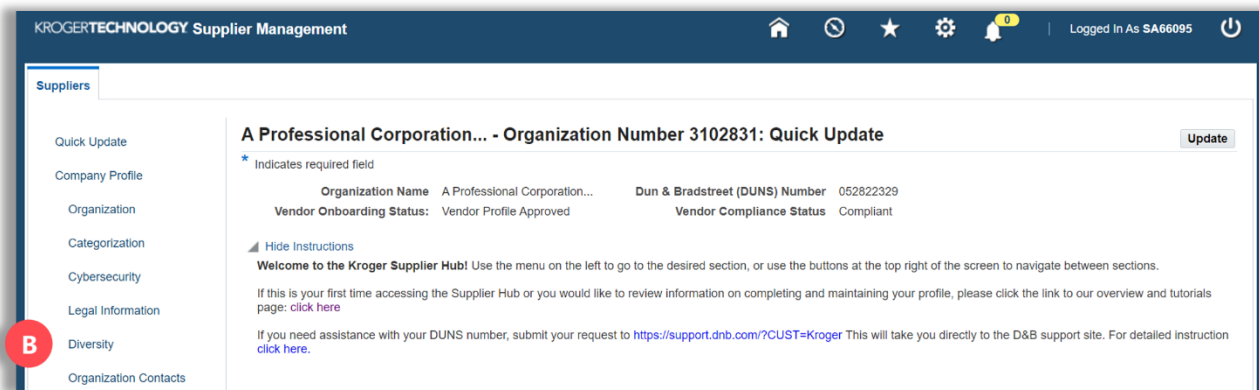 KROGERTECHNOLOGY. Supplier Management
0
Logged In As SA66095
Suppliers
Quick Update
Company Profile
Organization
Categorization
Cybersecurity
Legal Information
B
Diversity
Organization Contacts
A Professional Corporation... - Organization Number 3102831: Quick Update
Update
* Indicates required field
Organization Name A Professional Corporation... Dun & Bradstreet (DUNS) Number 052822329
Vendor Onboarding Status: Vendor Profile Approved Vendor Compliance Status Compliant
Hide Instructions
Welcome to the Kroger Supplier Hub! Use the menu on the left to go to the desired section, or use the buttons at the top right of the screen to navigate between sections.
If this is your first time accessing the Supplier Hub or you would like to review information on completing and maintaining your profile, please click the link to our overview and tutorials
page: click here
If you need assistance with your DUNS number, submit your request to https://support.dnb.com/?CUST=Kroger This will take you directly to the D&B support site. For detailed instruction
click here.